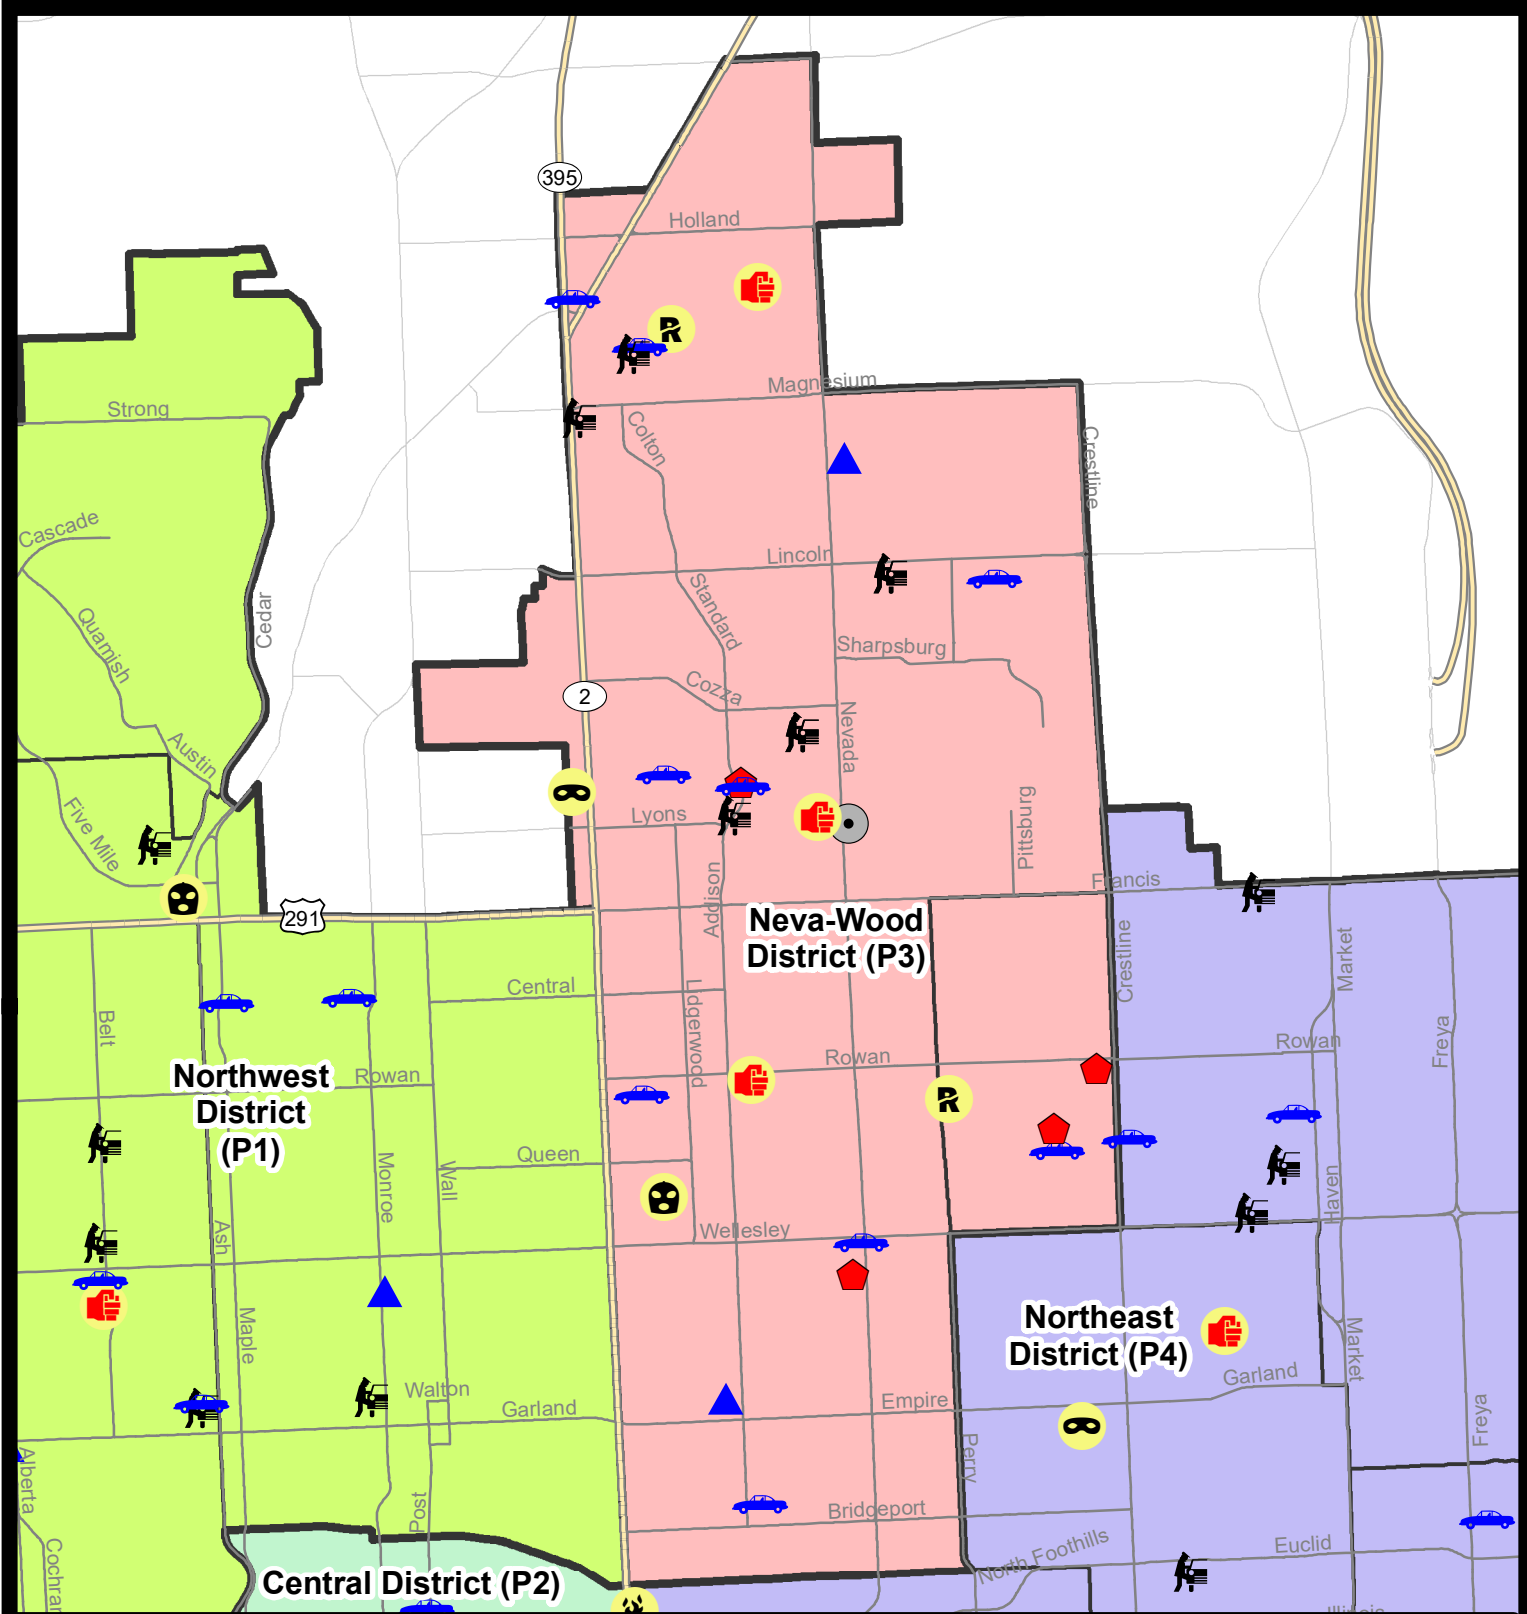 395
Holland
R
Magnesium
Strong
Colton
Crestline
Cascade
Lincoln
Quamish
Cedar
Standard
Sharpsburg
Cozza
2
Nevada
Austin
Five Mile
Lyons
Pittsburg
Addison
Francis
291
Neva-Wood
District (P3)
Crestline
Market
Central
Lidgerwood
Belt
Freya
Rowan
Rowan
Rowan
Northwest
District
(P1)
R
Queen
Monroe
Wall
Haven
Ash
Wellesley
Maple
Northeast
District (P4)
Market
Garland
Walton
Garland
Empire
Freya
Perry
Alberta
Post
Bridgeport
Cochran
North Foothills
Euclid
Central District (P2)